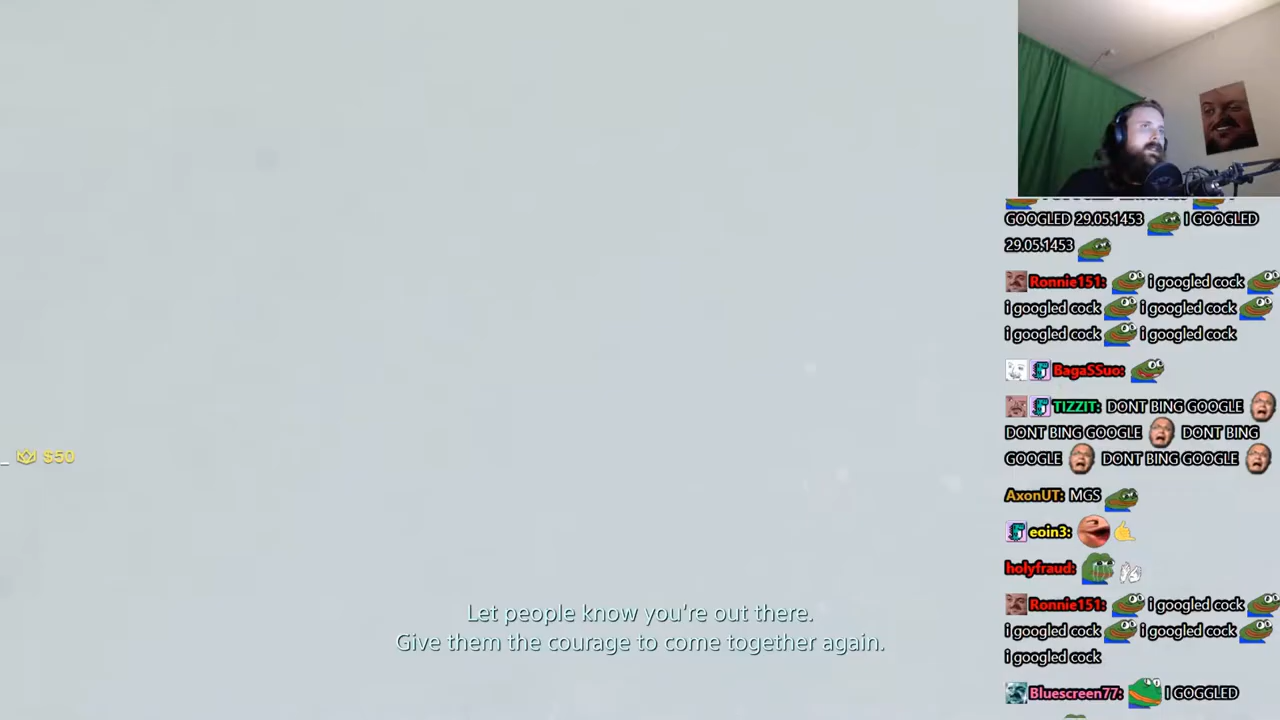 GOOGLED 29.05.1453 I GOOGLED
29.05.1453
Ronnie151: i googled cock
i googled cock i googled cock
i googled cock i googled cock
BagaSSuo:
TIZZIT: DONT BING GOOGLE
DONT BING GOOGLE DONT BING
GOOGLE DONT BING GOOGLE
AxonUT: MGS
eoin3:
holyfraud:
Ronnie151: i googled cock
i googled cock i googled cock
i googled cock
Bluescreen77: I GOGGLED
$50
Let people know you're out there.
Give them the courage to come together again.